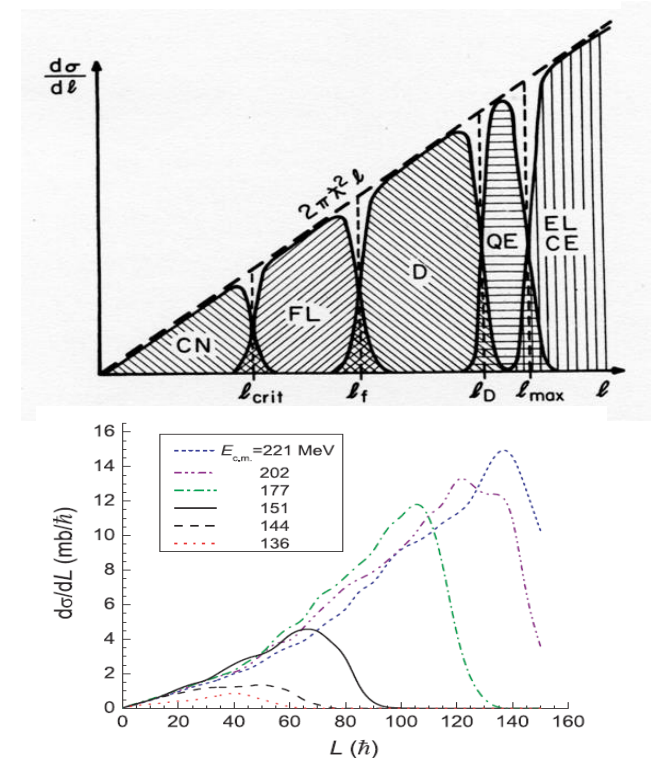 dσ
dℓ
2πƛ²ℓ
CN
FL
D
QE
EL
CE
ℓcrit
ℓf
ℓD
ℓmax
ℓ
16
14
12
10
8
6
4
2
0
dσ/dL (mb/ħ)
E c.m.=221 MeV
202
177
151
144
136
0 20 40 60 80 100 120 140 160
L (ħ)